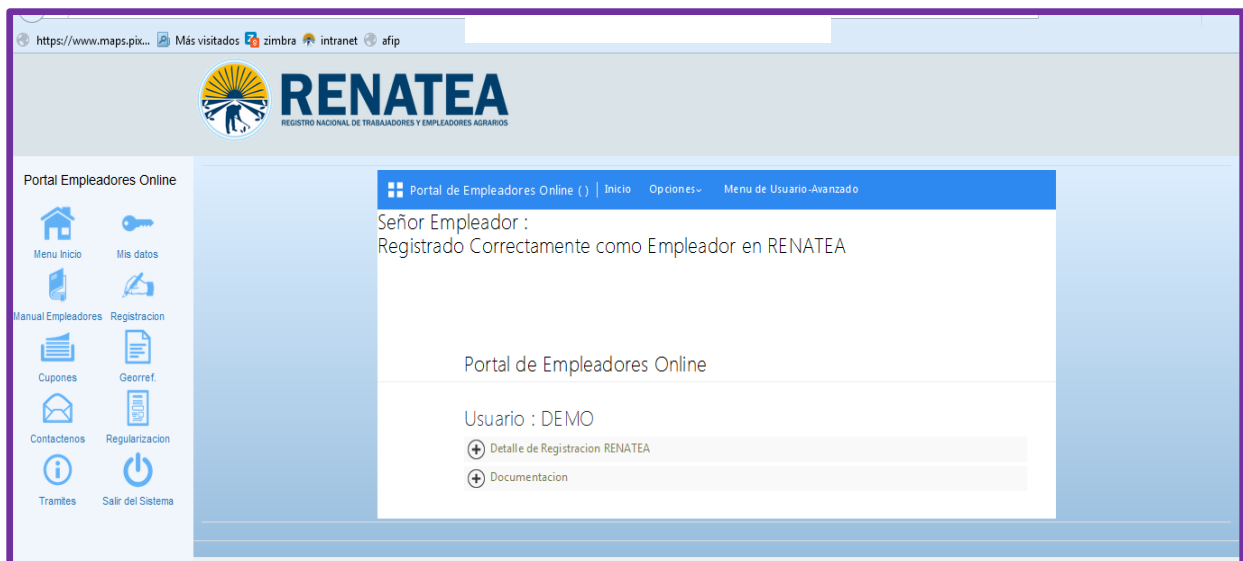 https://www.maps.pix... Más visitados zimbra intranet afip
RENATEA
REGISTRO NACIONAL DE TRABAJADORES Y EMPLEADORES AGRARIOS
Portal Empleadores Online
Menu Inicio Mis datos
Manual Empleadores Registracion
Cupones Georref.
Contactenos Regularizacion
Tramites Salir del Sistema
Portal de Empleadores Online ( ) | Inicio Opciones Menu de Usuario-Avanzado
Señor Empleador :
Registrado Correctamente como Empleador en RENATEA
Portal de Empleadores Online
Usuario : DEMO
Detalle de Registracion RENATEA
Documentacion